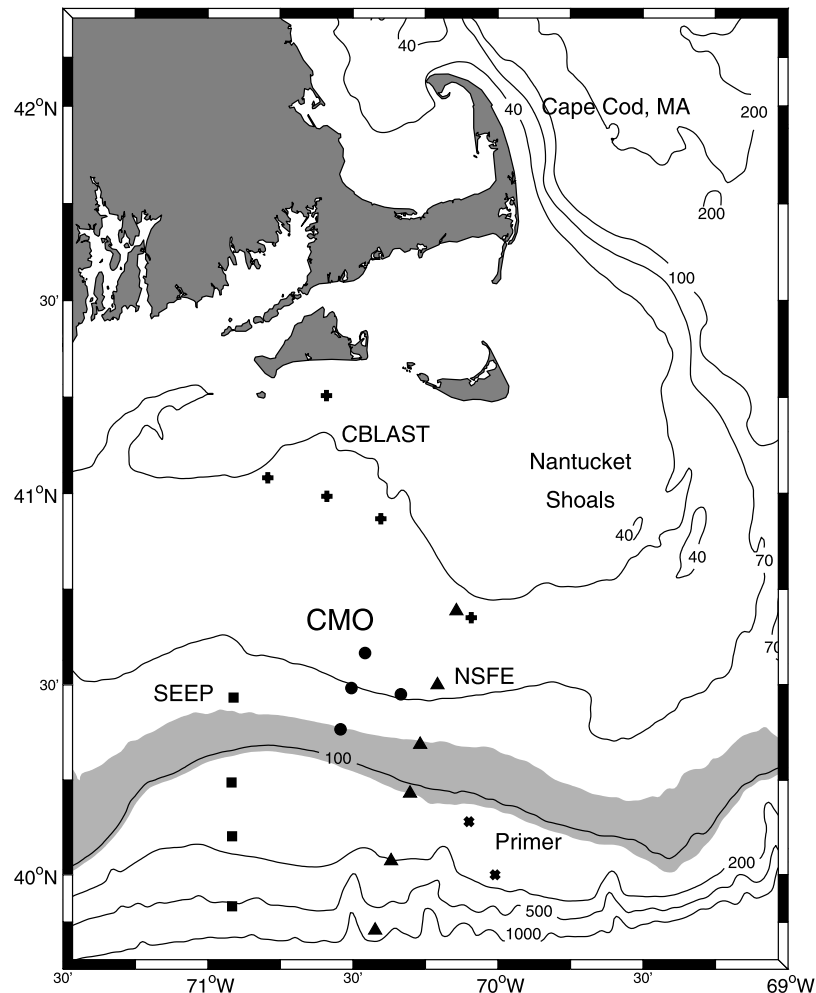 40
42°N
40
Cape Cod, MA
200
200
100
30'
CBLAST
Nantucket
Shoals
41°N
40
40
70
CMO
70
NSFE
30'
SEEP
100
Primer
200
40°N
500
1000
30'
71°W
30'
70°W
30'
69°W